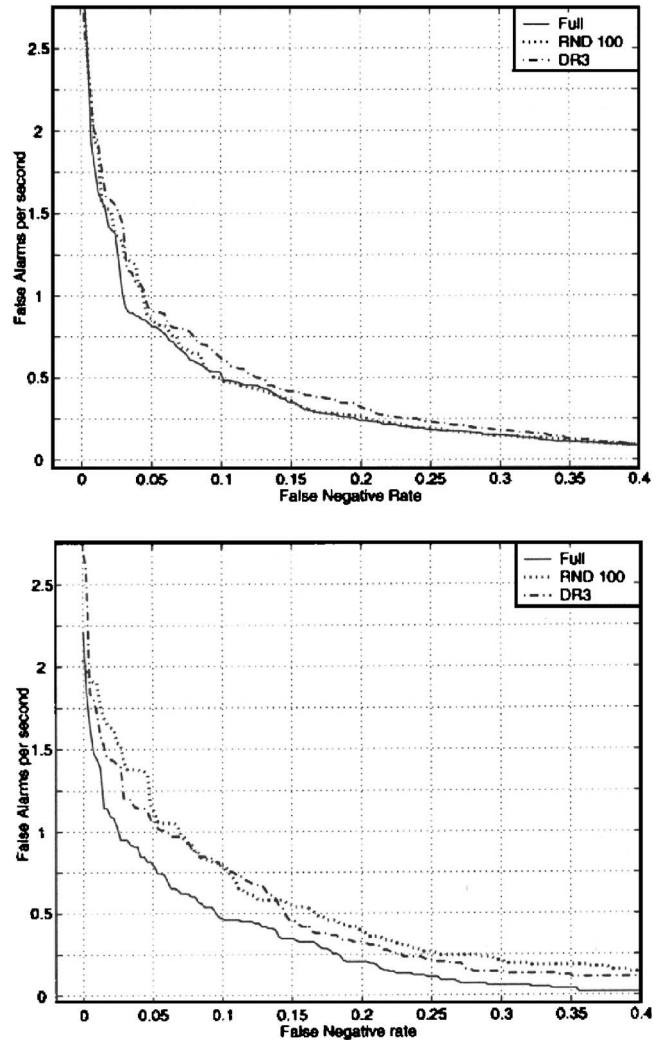 2.5
2
1.5
1
0.5
0
False Alarms per second
Full
RND 100
DR3
0 0.05 0.1 0.15 0.2 0.25 0.3 0.35 0.4
False Negative Rate
2.5
2
1.5
1
0.5
0
False Alarms per second
Full
RND 100
DR3
0 0.05 0.1 0.15 0.2 0.25 0.3 0.35 0.4
False Negative rate